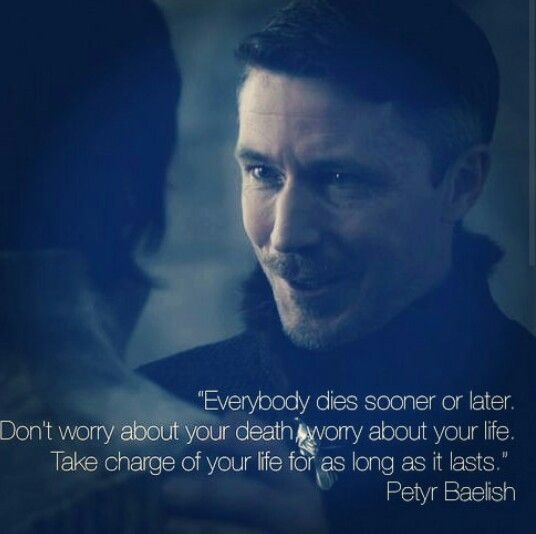 "Everybody dies sooner or later.
Don't worry about your death, worry about your life.
Take charge of your life for as long as it lasts."
Petyr Baelish